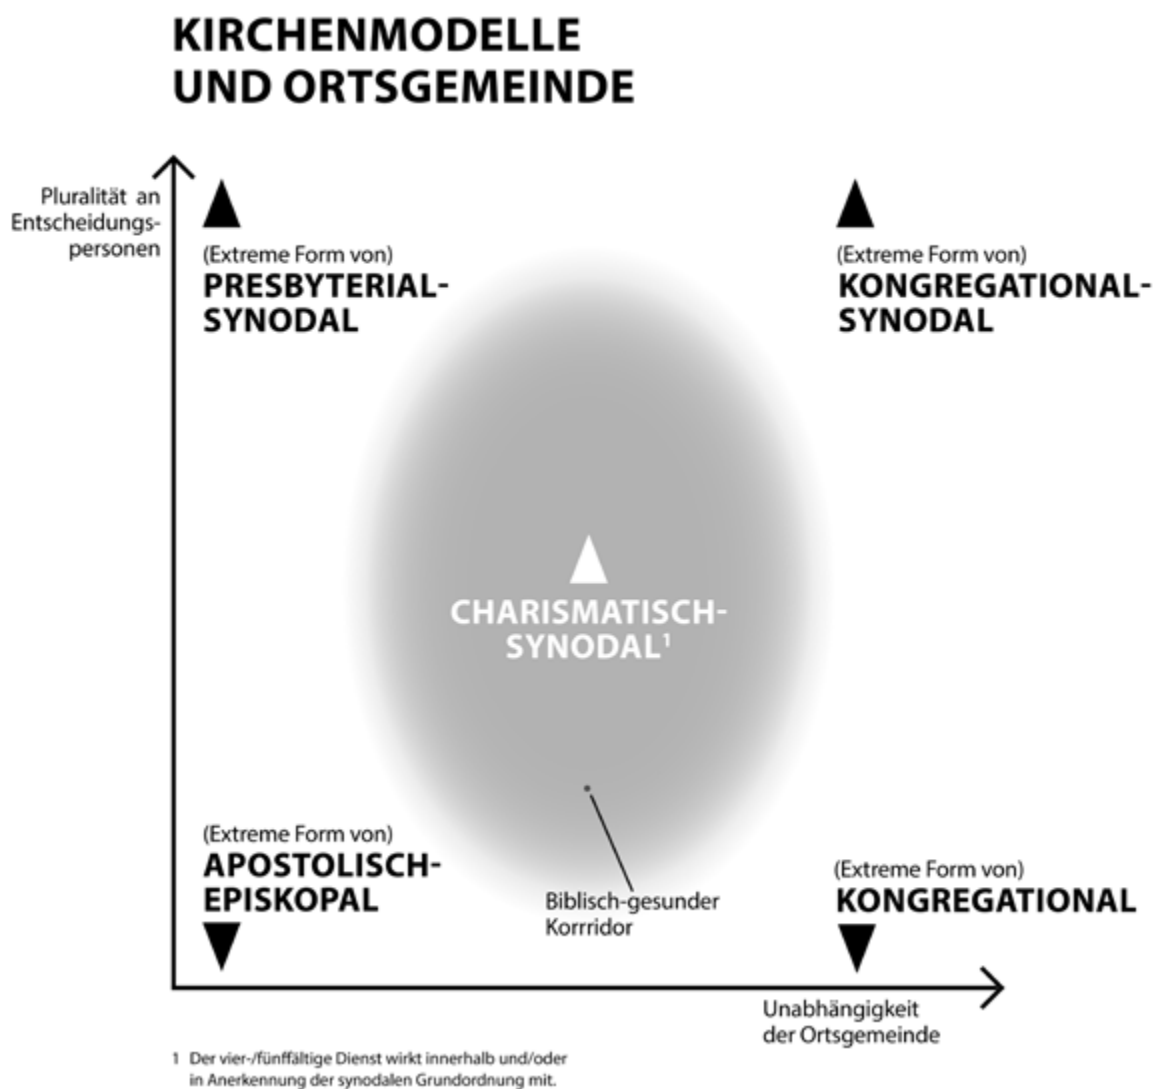 KIRCHENMODELLE
UND ORTSGEMEINDE
Pluralität an
Entscheidungs-
personen
(Extreme Form von)
PRESBYTERIAL-
SYNODAL
(Extreme Form von)
KONGREGATIONAL-
SYNODAL
CHARISMATISCH-
SYNODAL¹
(Extreme Form von)
APOSTOLISCH-
EPISKOPAL
Biblisch-gesunder
Korrridor
(Extreme Form von)
KONGREGATIONAL
Unabhängigkeit
der Ortsgemeinde
1 Der vier-/fünffältige Dienst wirkt innerhalb und/oder
in Anerkennung der synodalen Grundordnung mit.